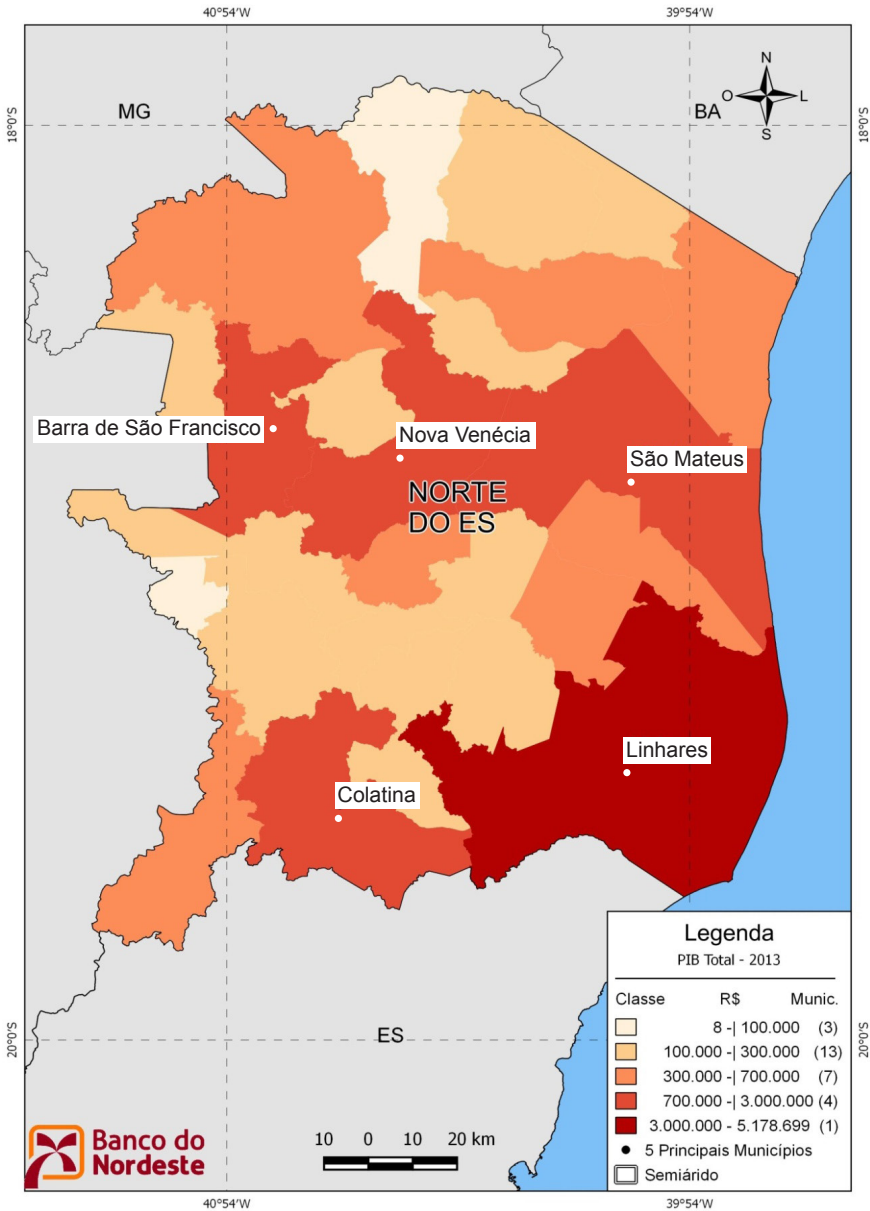 40°54'W 39°54'W
MG
BA
N
O L
S
18°0'S 18°0'S
Barra de São Francisco
Nova Venécia
São Mateus
NORTE
DO ES
Linhares
Colatina
ES
20°0'S 20°0'S
Legenda
PIB Total - 2013
Classe R$ Munic.
8 -| 100.000 (3)
100.000 -| 300.000 (13)
300.000 -| 700.000 (7)
700.000 -| 3.000.000 (4)
3.000.000 - 5.178.699 (1)
5 Principais Municípios
Semiárido
Banco do
Nordeste
10 0 10 20 km
40°54'W 39°54'W